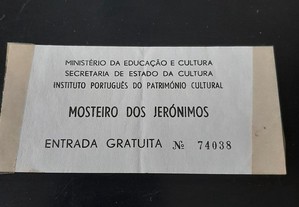 MINISTÉRIO DA EDUCAÇÃO E CULTURA
SECRETARIA DE ESTADO DA CULTURA
INSTITUTO PORTUGUÊS DO PATRIMÓNIO CULTURAL
MOSTEIRO DOS JERÓNIMOS
ENTRADA GRATUITA № 74038